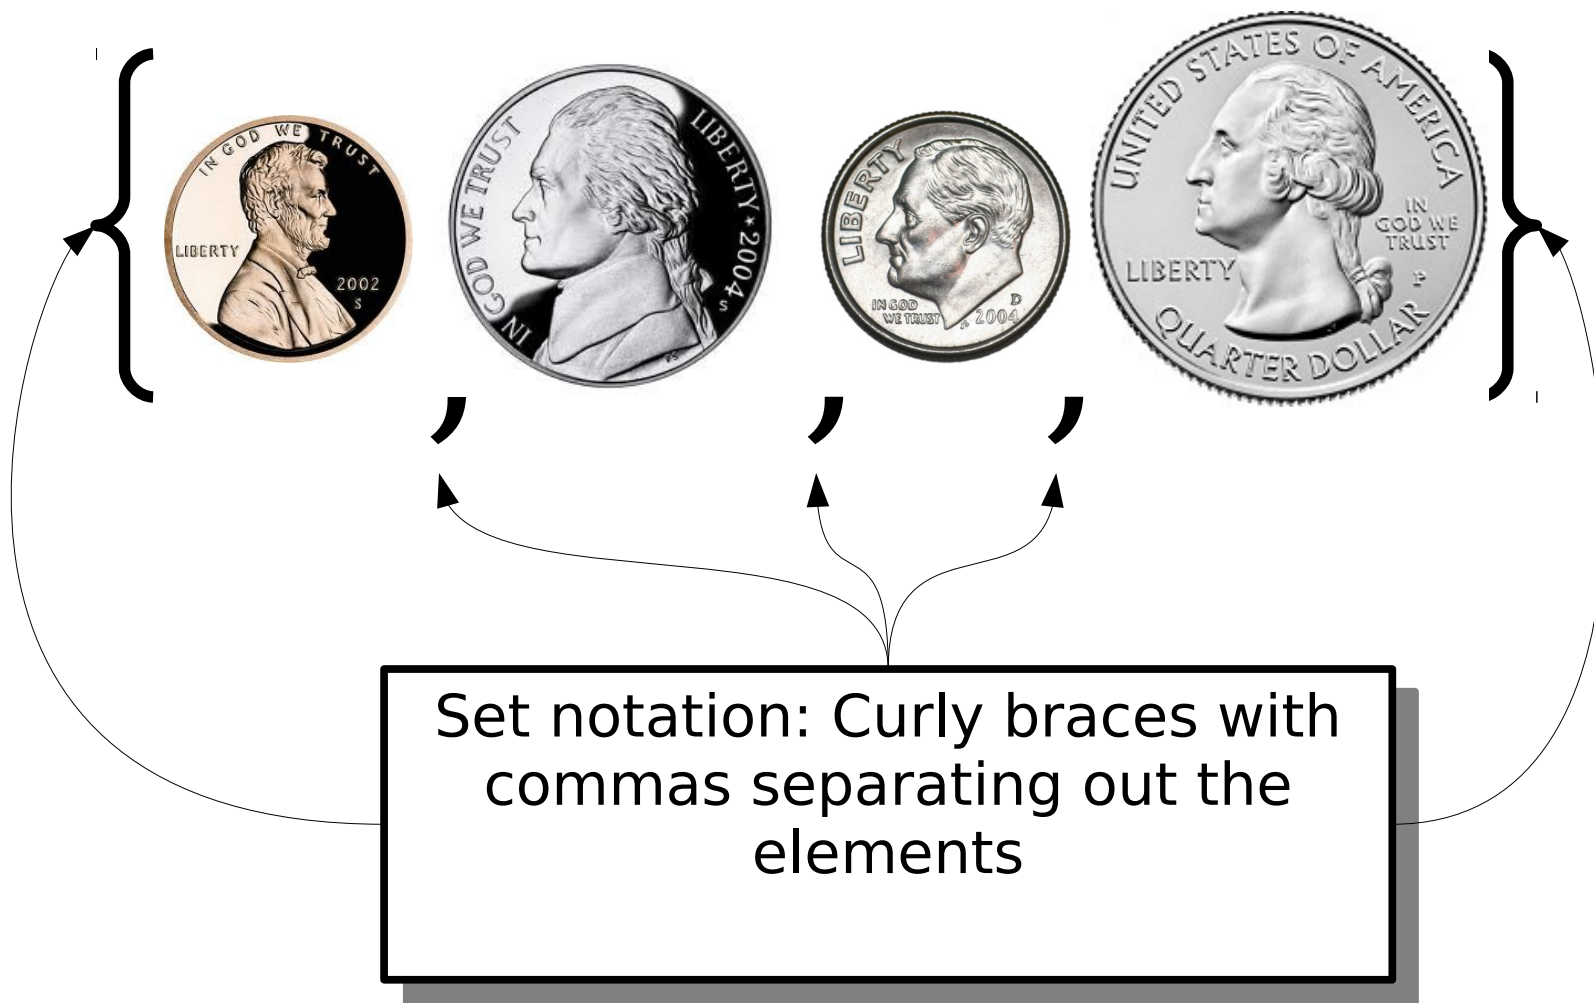 { , , , }
IN GOD WE TRUST
LIBERTY
2002
S
IN GOD WE TRUST
LIBERTY * 2004
S
LIBERTY
IN GOD
WE TRUST
D
2004
UNITED STATES OF AMERICA
IN
GOD WE
TRUST
LIBERTY
P
QUARTER DOLLAR
Set notation: Curly braces with
commas separating out the
elements